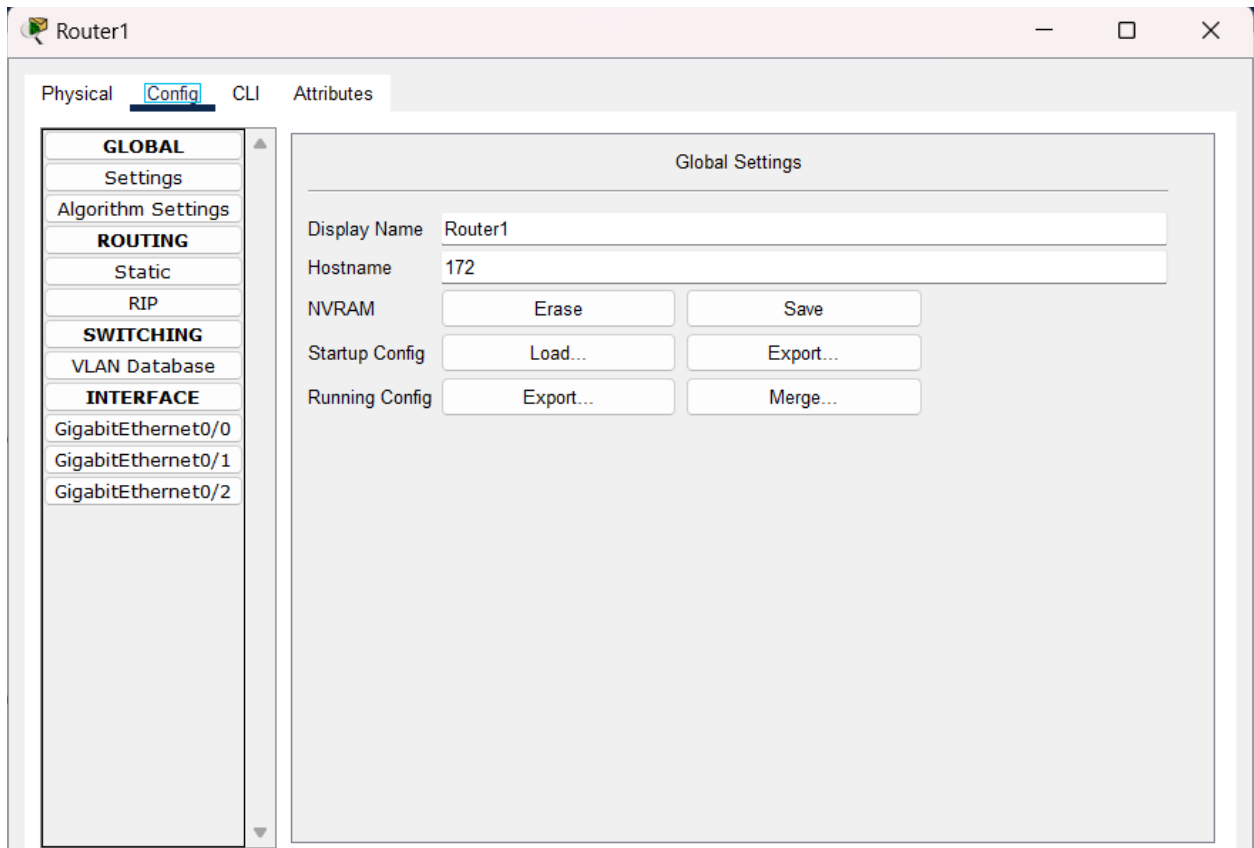 Router1
Physical Config CLI Attributes
GLOBAL
Settings
Algorithm Settings
ROUTING
Static
RIP
SWITCHING
VLAN Database
INTERFACE
GigabitEthernet0/0
GigabitEthernet0/1
GigabitEthernet0/2
Global Settings
Display Name Router1
Hostname 172
NVRAM Erase Save
Startup Config Load... Export...
Running Config Export... Merge...